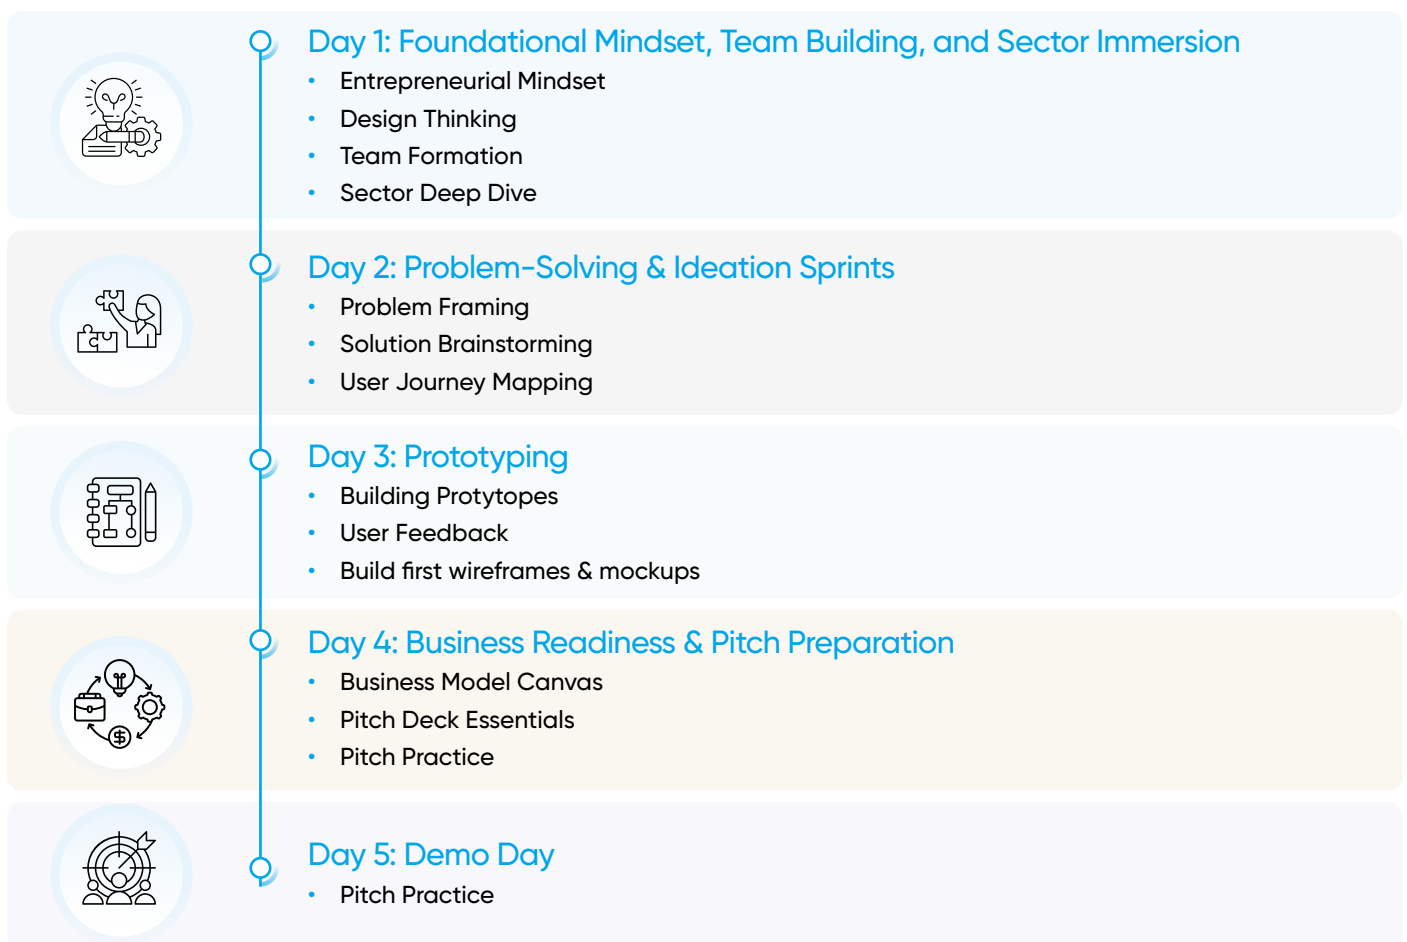 Day 1: Foundational Mindset, Team Building, and Sector Immersion
• Entrepreneurial Mindset
• Design Thinking
• Team Formation
• Sector Deep Dive
Day 2: Problem-Solving & Ideation Sprints
• Problem Framing
• Solution Brainstorming
• User Journey Mapping
Day 3: Prototyping
• Building Protytopes
• User Feedback
• Build first wireframes & mockups
Day 4: Business Readiness & Pitch Preparation
• Business Model Canvas
• Pitch Deck Essentials
• Pitch Practice
Day 5: Demo Day
• Pitch Practice